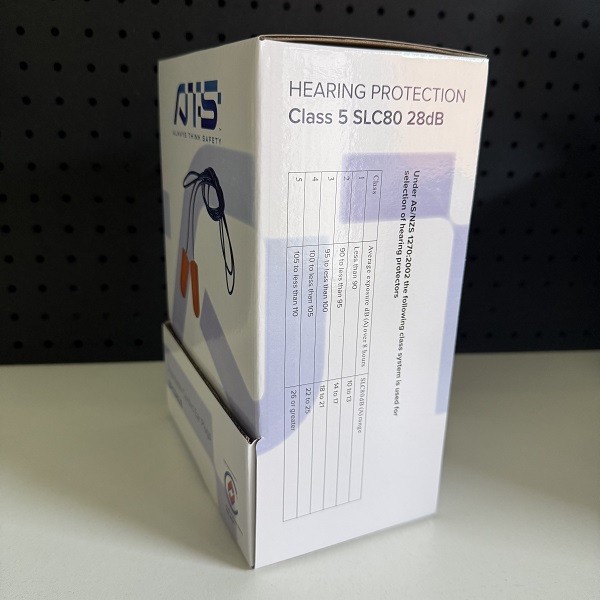 ATS
ALWAYS THINK SAFETY
HEARING PROTECTION
Class 5 SLC80 28dB
Under AS/NZS 1270:2002 the following class system is used for
selection of hearing protectors
Class Average exposure dB (A) over 8 hours SLC80dB (A) range
1 Less than 90 10 to 13
2 90 to less than 95 14 to 17
3 95 to less than 100 18 to 21
4 100 to less than 105 22 to 25
5 105 to less than 110 26 or greater